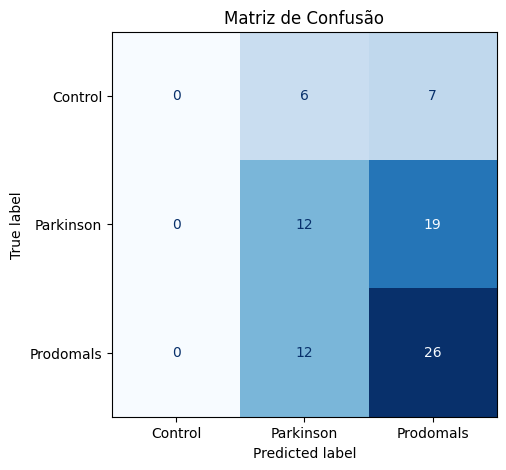 Matriz de Confusão
True label
Control
0
6
7
Parkinson
0
12
19
Prodomals
0
12
26
Control
Parkinson
Prodomals
Predicted label